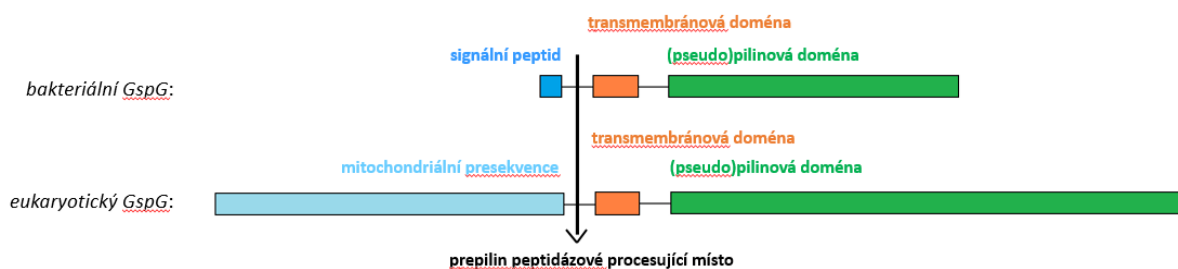 transmembránová doména
signální peptid (pseudo)pilinová doména
bakteriální GspG:
transmembránová doména
mitochondriální presekvence (pseudo)pilinová doména
eukaryotický GspG:
prepilin peptidázové procesující místo